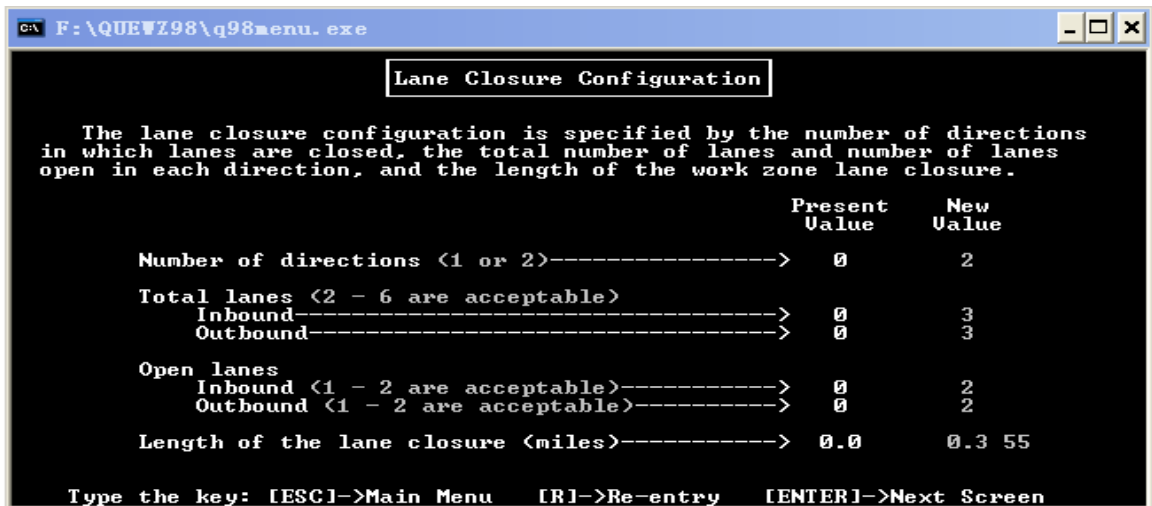 F:\QUEWZ98\q98menu.exe
Lane Closure Configuration
The lane closure configuration is specified by the number of directions
in which lanes are closed, the total number of lanes and number of lanes
open in each direction, and the length of the work zone lane closure.
Present New
Value Value
Number of directions (1 or 2)----------------> 0 2
Total lanes (2 - 6 are acceptable)
Inbound----------------------------------> 0 3
Outbound---------------------------------> 0 3
Open lanes
Inbound (1 - 2 are acceptable)-----------> 0 2
Outbound (1 - 2 are acceptable)----------> 0 2
Length of the lane closure (miles)-----------> 0.0 0.3 55
Type the key: [ESC]->Main Menu [R]->Re-entry [ENTER]->Next Screen